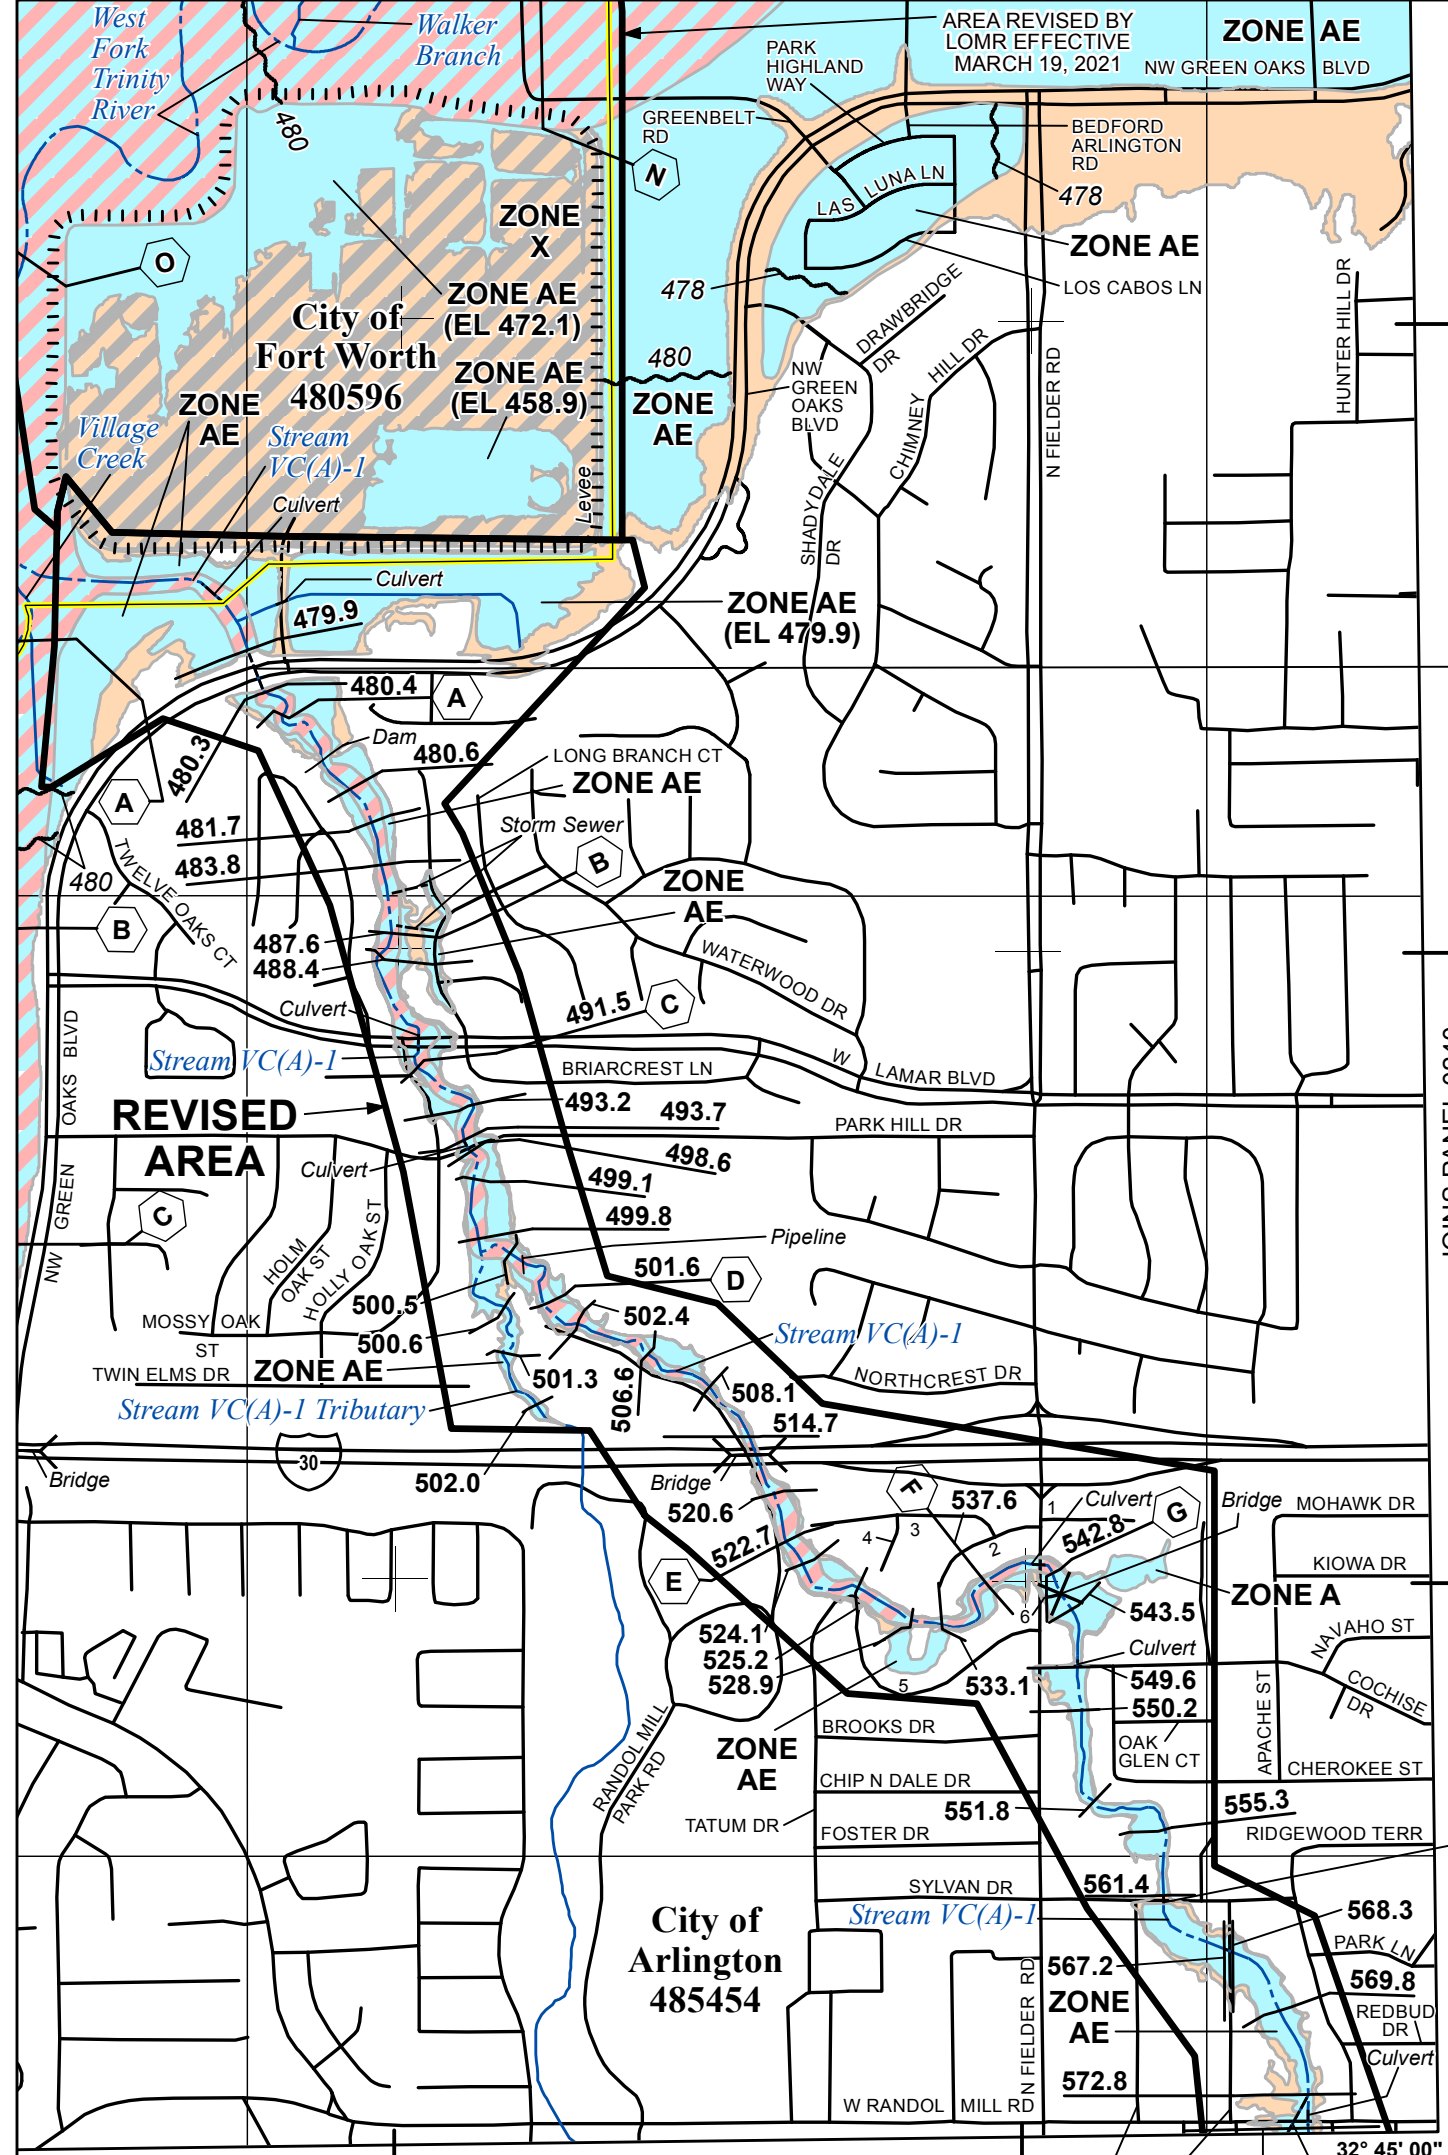 West
Fork
Trinity
River
Walker
Branch
AREA REVISED BY
LOMR EFFECTIVE
MARCH 19, 2021
ZONE AE
NW GREEN OAKS BLVD
PARK
HIGHLAND
WAY
GREENBELT
RD
480
N
BEDFORD
ARLINGTON
RD
478
LAS LUNA LN
ZONE
X
ZONE AE
O
478
LOS CABOS LN
ZONE AE
(EL 472.1)
City of
Fort Worth
480596
DRAWBRIDGE
DR
HUNTER HILL DR
480
ZONE AE
(EL 458.9)
ZONE
AE
NW
GREEN
OAKS
BLVD
CHIMNEY HILL DR
N FIELDER RD
ZONE
AE
Village
Creek
Stream
VC(A)-1
Culvert
Levee
SHADYDALE
DR
Culvert
479.9
ZONE AE
(EL 479.9)
480.4
A
Dam
480.3
480.6
LONG BRANCH CT
ZONE AE
A
481.7
Storm Sewer
483.8
B
480
TWELVE OAKS CT
ZONE
AE
B
487.6
488.4
WATERWOOD DR
Culvert
491.5
C
NW GREEN OAKS BLVD
Stream VC(A)-1
BRIARCREST LN
W LAMAR BLVD
REVISED
AREA
493.2
493.7
PARK HILL DR
Culvert
498.6
499.1
C
499.8
HOLM
OAK ST
HOLLY OAK ST
Pipeline
501.6
D
500.5
MOSSY OAK
ST
500.6
502.4
Stream VC(A)-1
TWIN ELMS DR
ZONE AE
501.3
506.6
508.1
NORTHCREST DR
Stream VC(A)-1 Tributary
514.7
30
Bridge
502.0
Bridge
520.6
F
537.6
1
Culvert
G
Bridge
MOHAWK DR
522.7
4
3
2
542.8
KIOWA DR
E
ZONE A
6
543.5
524.1
525.2
528.9
Culvert
NAVAHO ST
5
533.1
549.6
550.2
APACHE ST
COCHISE
DR
RANDOL MILL
PARK RD
BROOKS DR
OAK
GLEN CT
ZONE
AE
CHIP N DALE DR
CHEROKEE ST
551.8
555.3
TATUM DR
FOSTER DR
RIDGEWOOD TERR
561.4
SYLVAN DR
City of
Arlington
485454
Stream VC(A)-1
568.3
PARK LN
567.2
569.8
N FIELDER RD
ZONE
AE
REDBUD
DR
Culvert
572.8
W RANDOL MILL RD
32° 45' 00"